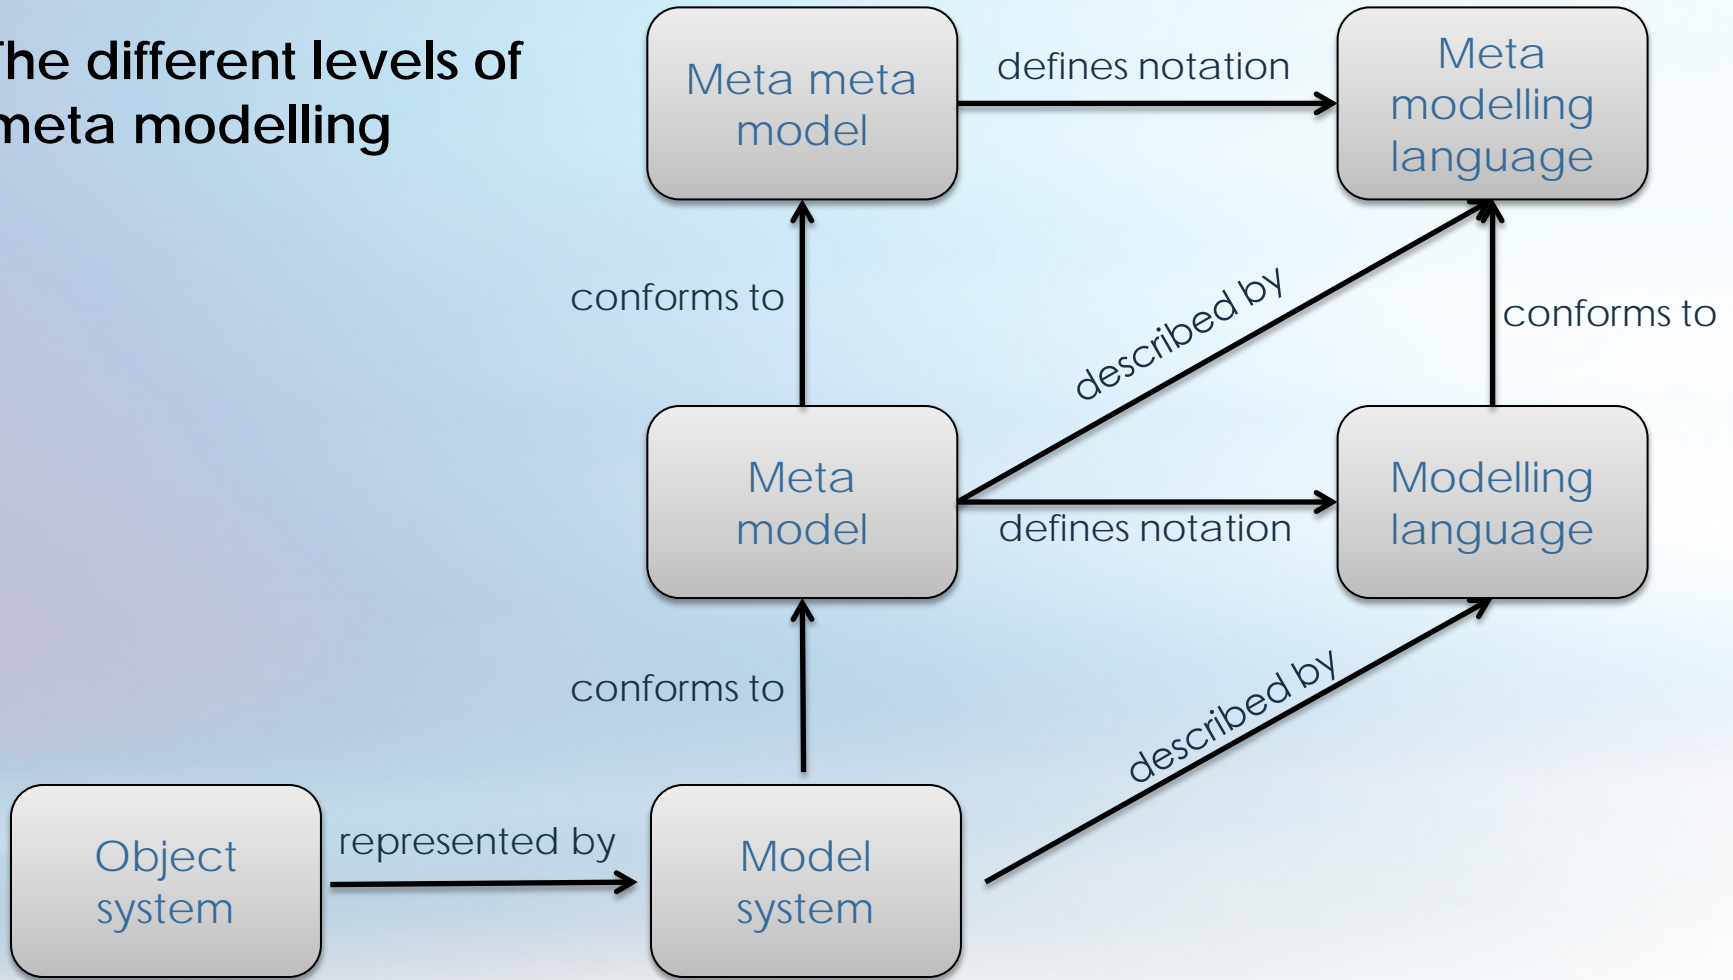 The different levels of
meta modelling
Meta meta
model
defines notation
Meta
modelling
language
conforms to
described by
conforms to
Meta
model
defines notation
Modelling
language
conforms to
described by
Object
system
represented by
Model
system